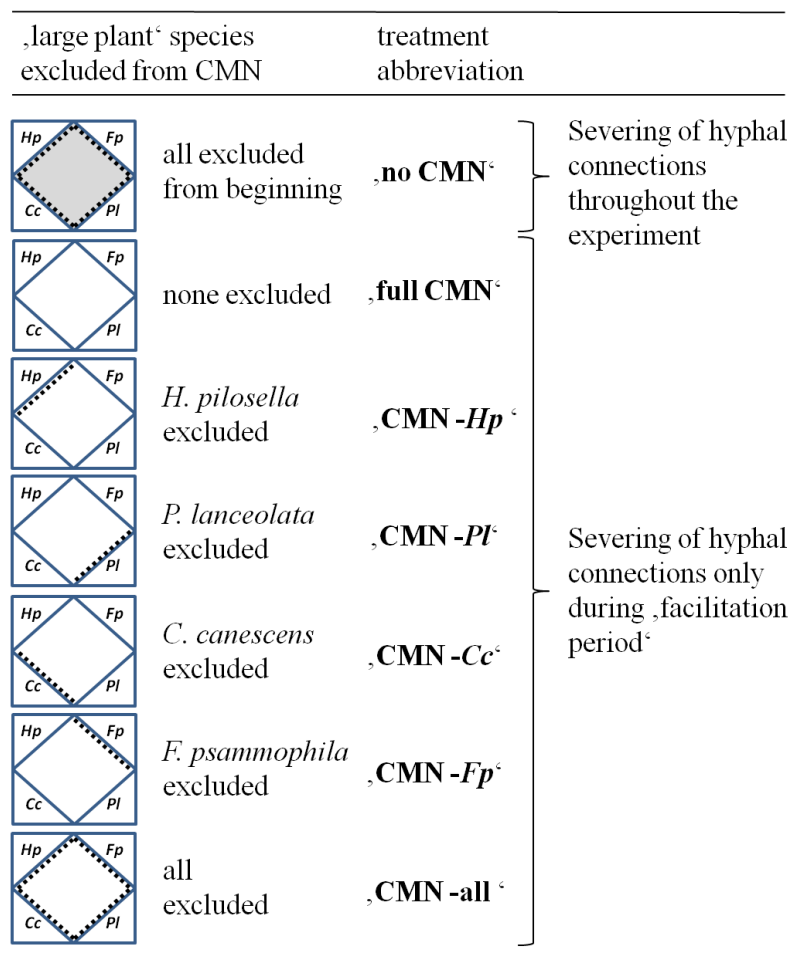 ‚large plant‘ species
excluded from CMN
treatment
abbreviation
Hp Fp
Cc Pl
all excluded
from beginning
‚no CMN‘
Severing of hyphal
connections
throughout the
experiment
Hp Fp
Cc Pl
none excluded
‚full CMN‘
Hp Fp
Cc Pl
H. pilosella
excluded
‚CMN -Hp ‘
Hp Fp
Cc Pl
P. lanceolata
excluded
‚CMN -Pl‘
Severing of hyphal
connections only
during ‚facilitation
period‘
Hp Fp
Cc Pl
C. canescens
excluded
‚CMN -Cc‘
Hp Fp
Cc Pl
F. psammophila
excluded
‚CMN -Fp‘
Hp Fp
Cc Pl
all
excluded
‚CMN -all ‘